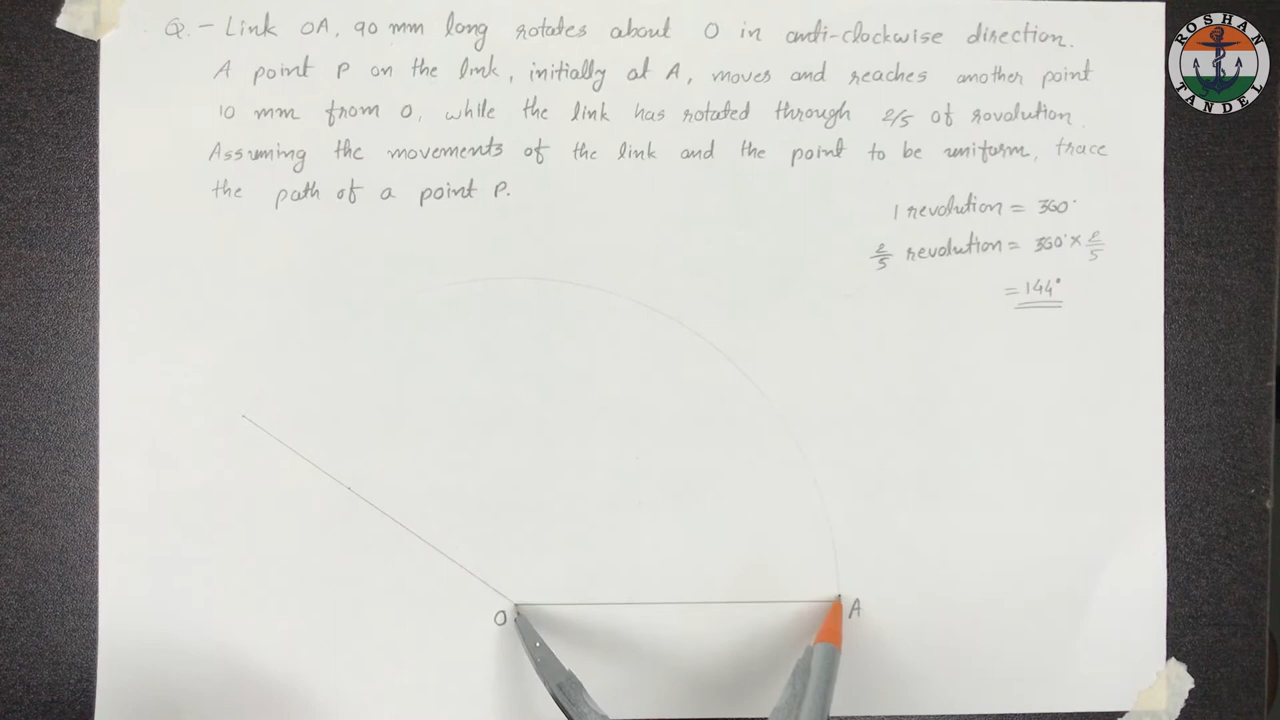 Q. - Link OA, 90 mm long rotates about O in anti-clockwise direction.
A point P on the link, initially at A, moves and reaches another point
10 mm from O, while the link has rotated through 2/5 of rovolution.
Assuming the movements of the link and the point to be uniform, trace
the path of a point P.
1 revolution = 360°
2/5 revolution = 360° × 2/5
= 144°
O
A
ROSHAN
TANDEL